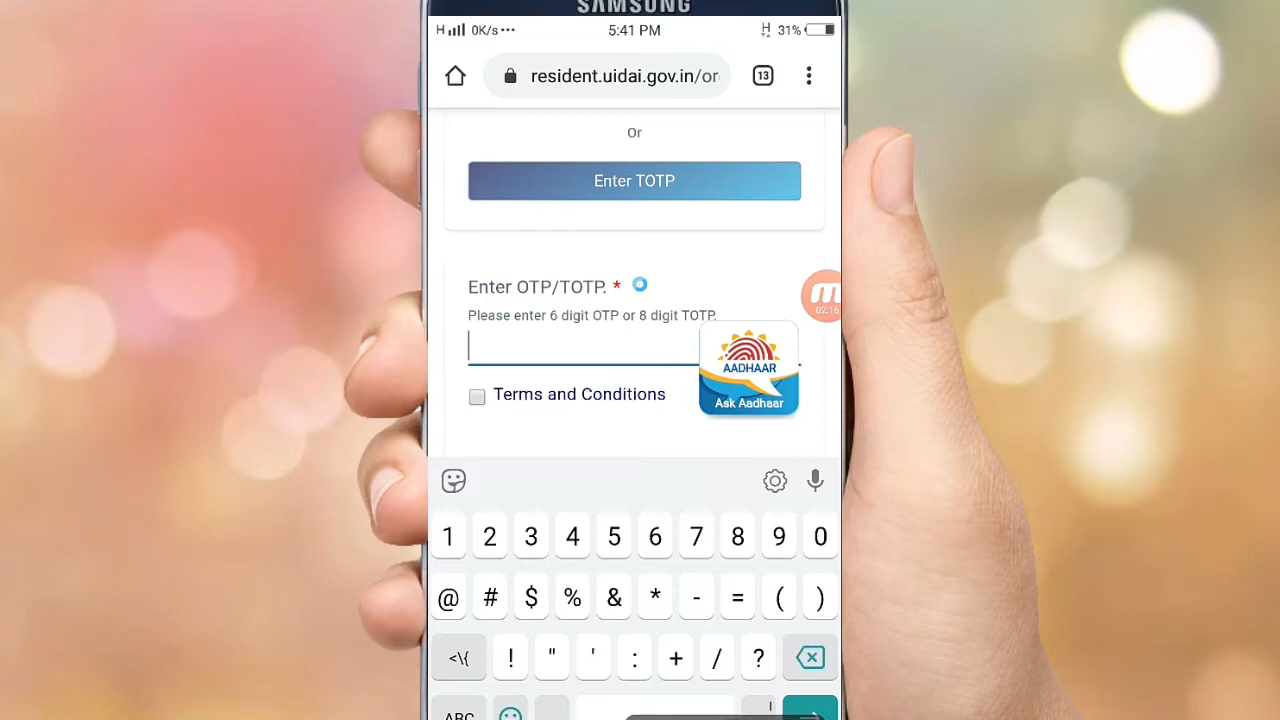 SAMSUNG
H 0K/s ••• 5:41 PM H 31%
resident.uidai.gov.in/or 13
Or
Enter TOTP
Enter OTP/TOTP. *
Please enter 6 digit OTP or 8 digit TOTP.
02:16
AADHAAR
Ask Aadhaar
Terms and Conditions
1 2 3 4 5 6 7 8 9 0
@ # $ % & * - = ( )
<\{ ! " ' : + / ?
ABC